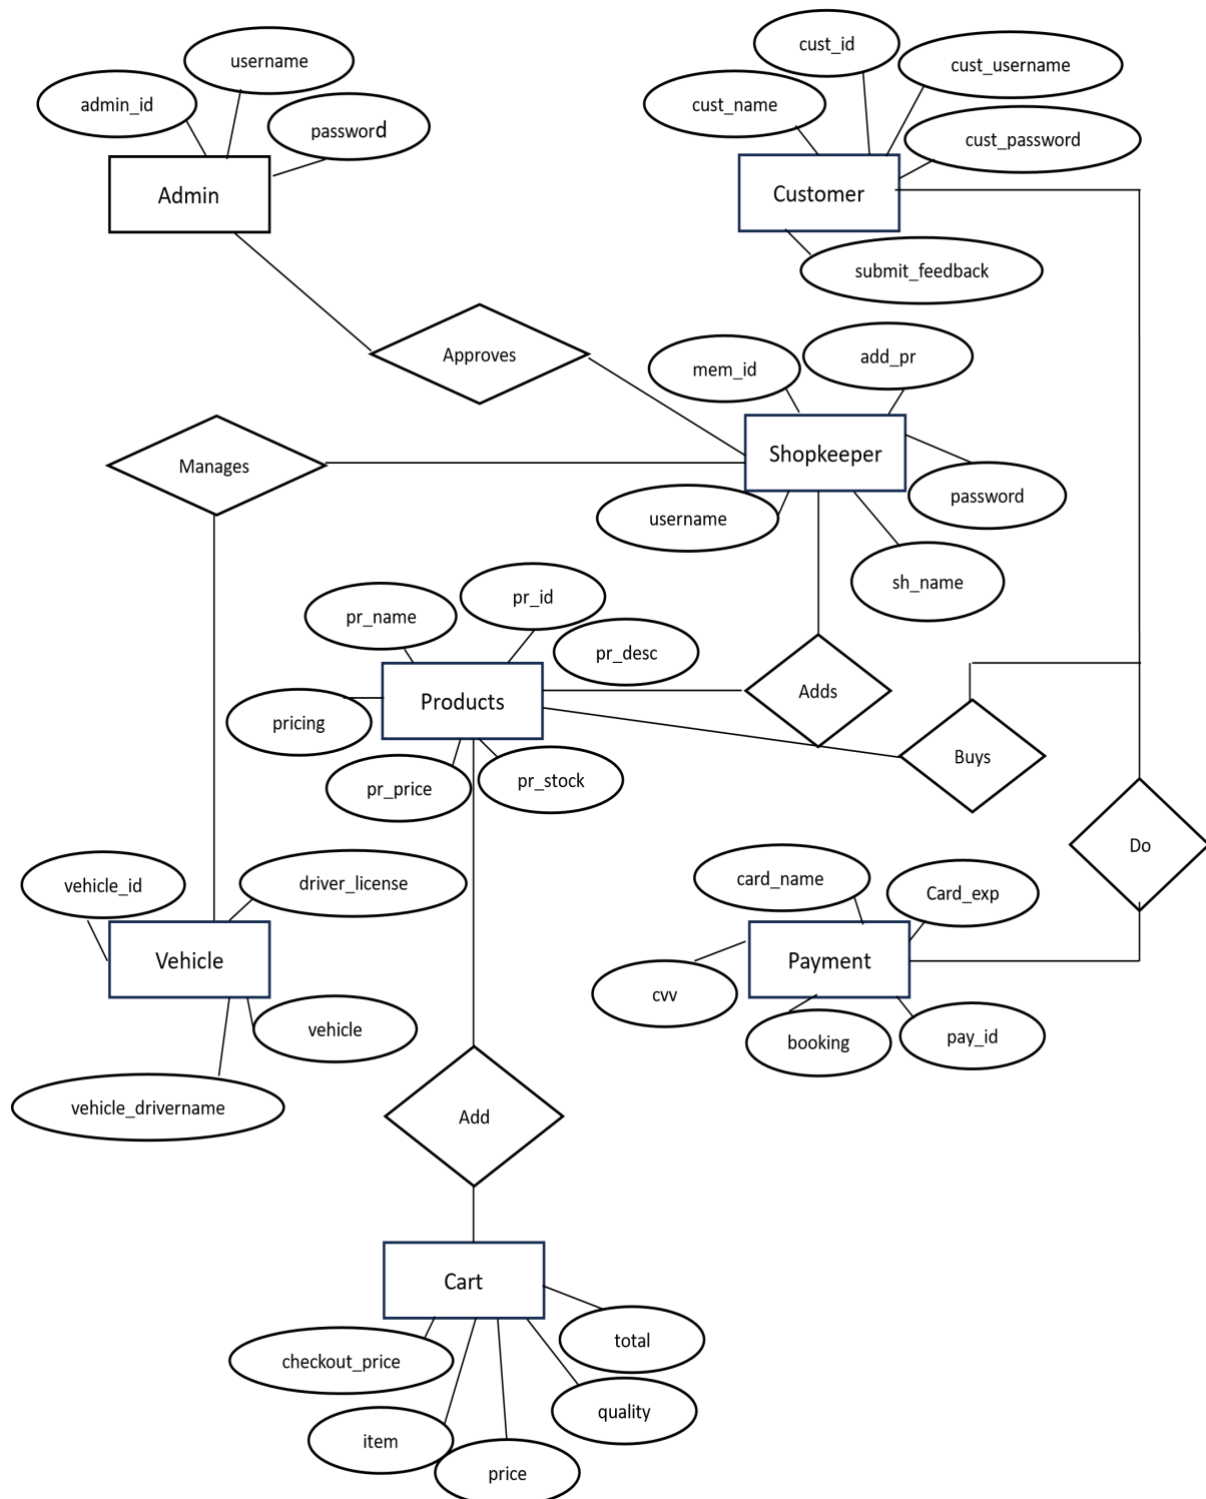 username
admin_id
password
Admin
cust_id
cust_username
cust_name
cust_password
Customer
submit_feedback
Approves
mem_id
add_pr
Manages
Shopkeeper
username
password
sh_name
pr_name
pr_id
pr_desc
Products
Adds
pricing
pr_price
pr_stock
Buys
Do
vehicle_id
driver_license
card_name
Card_exp
Vehicle
Payment
cvv
vehicle
booking
pay_id
vehicle_drivername
Add
Cart
total
checkout_price
quality
item
price